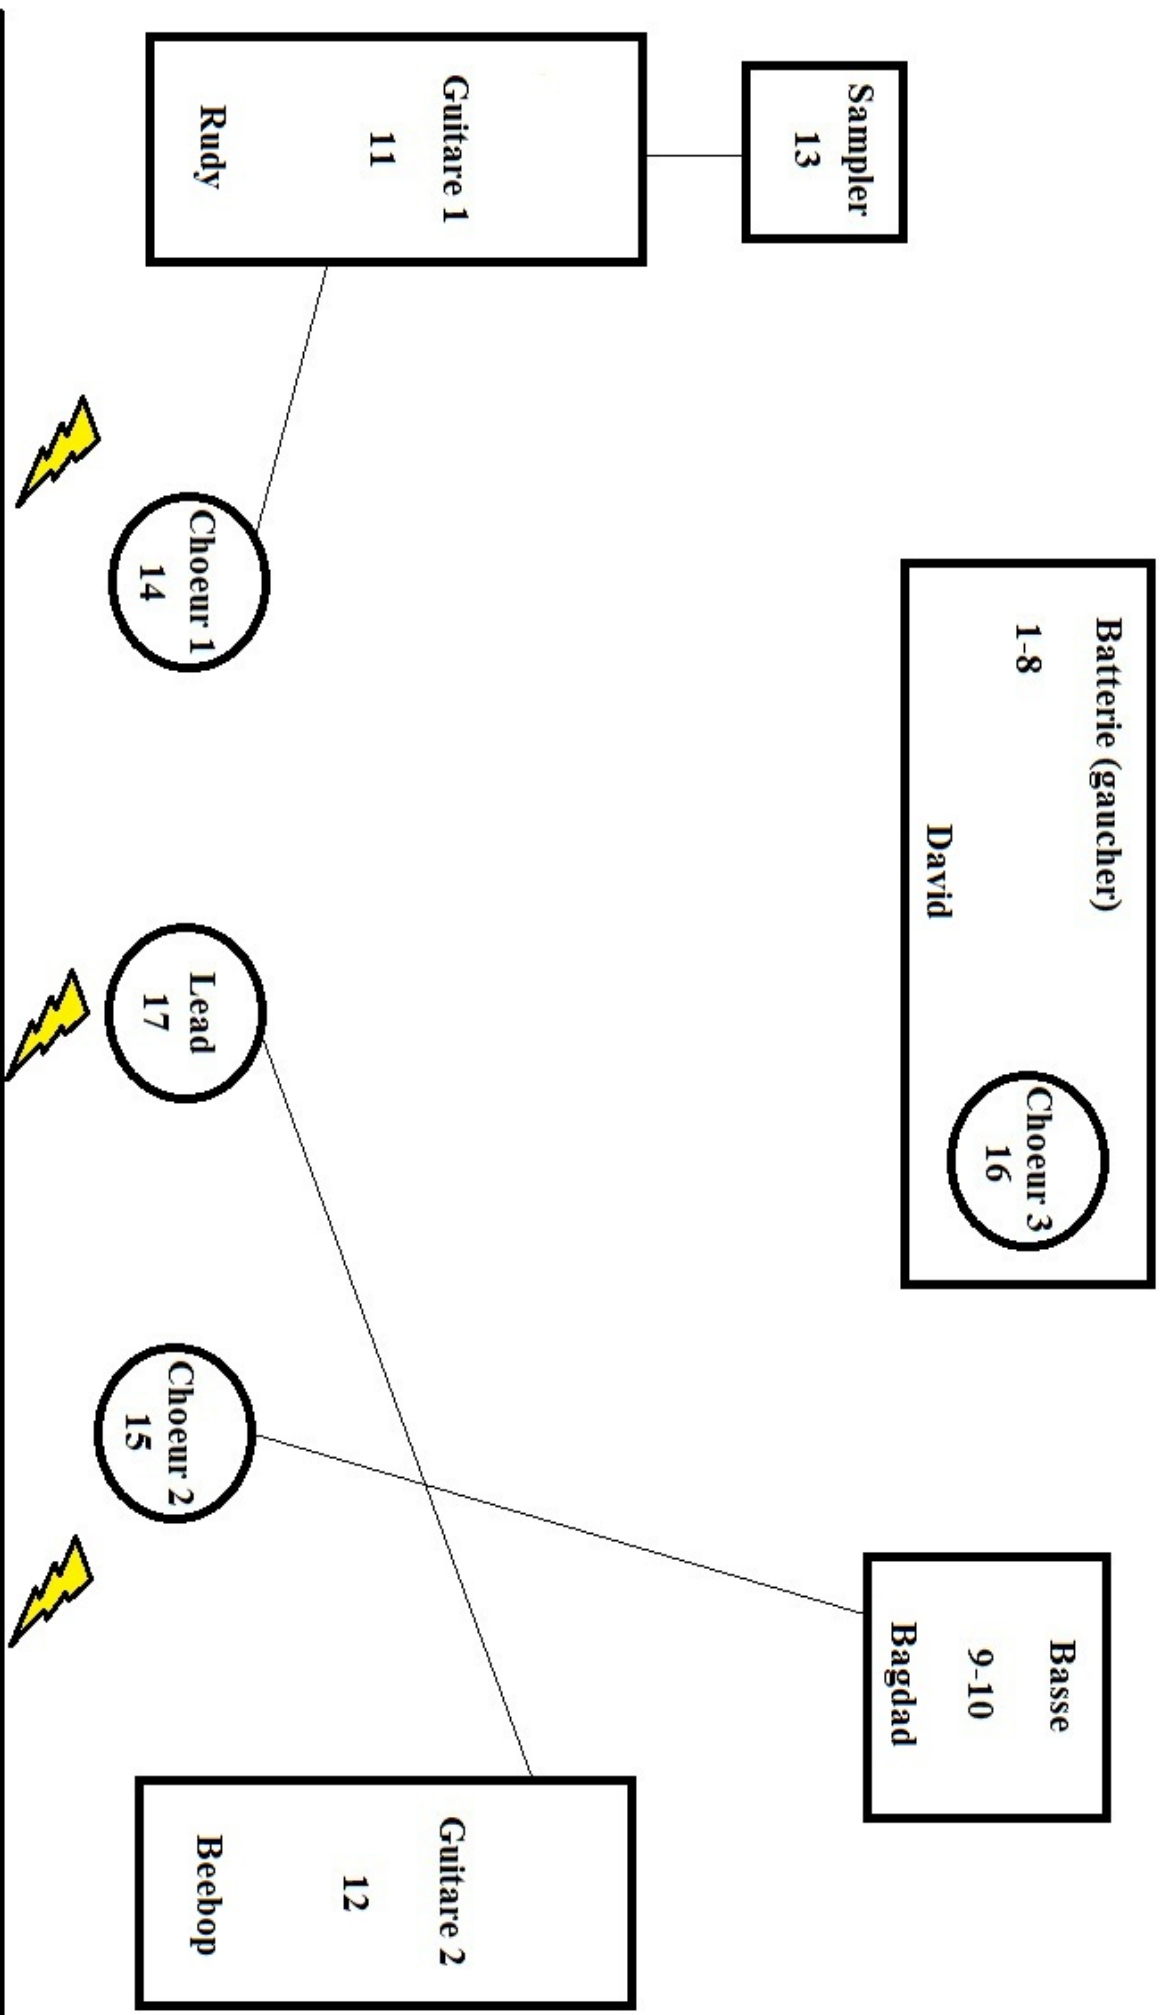 Batterie (gaucher)
1-8
David
Choeur 3
16
Basse
9-10
Bagdad
Sampler
13
Guitare 1
11
Rudy
Guitare 2
12
Beebop
Choeur 1
14
Lead
17
Choeur 2
15